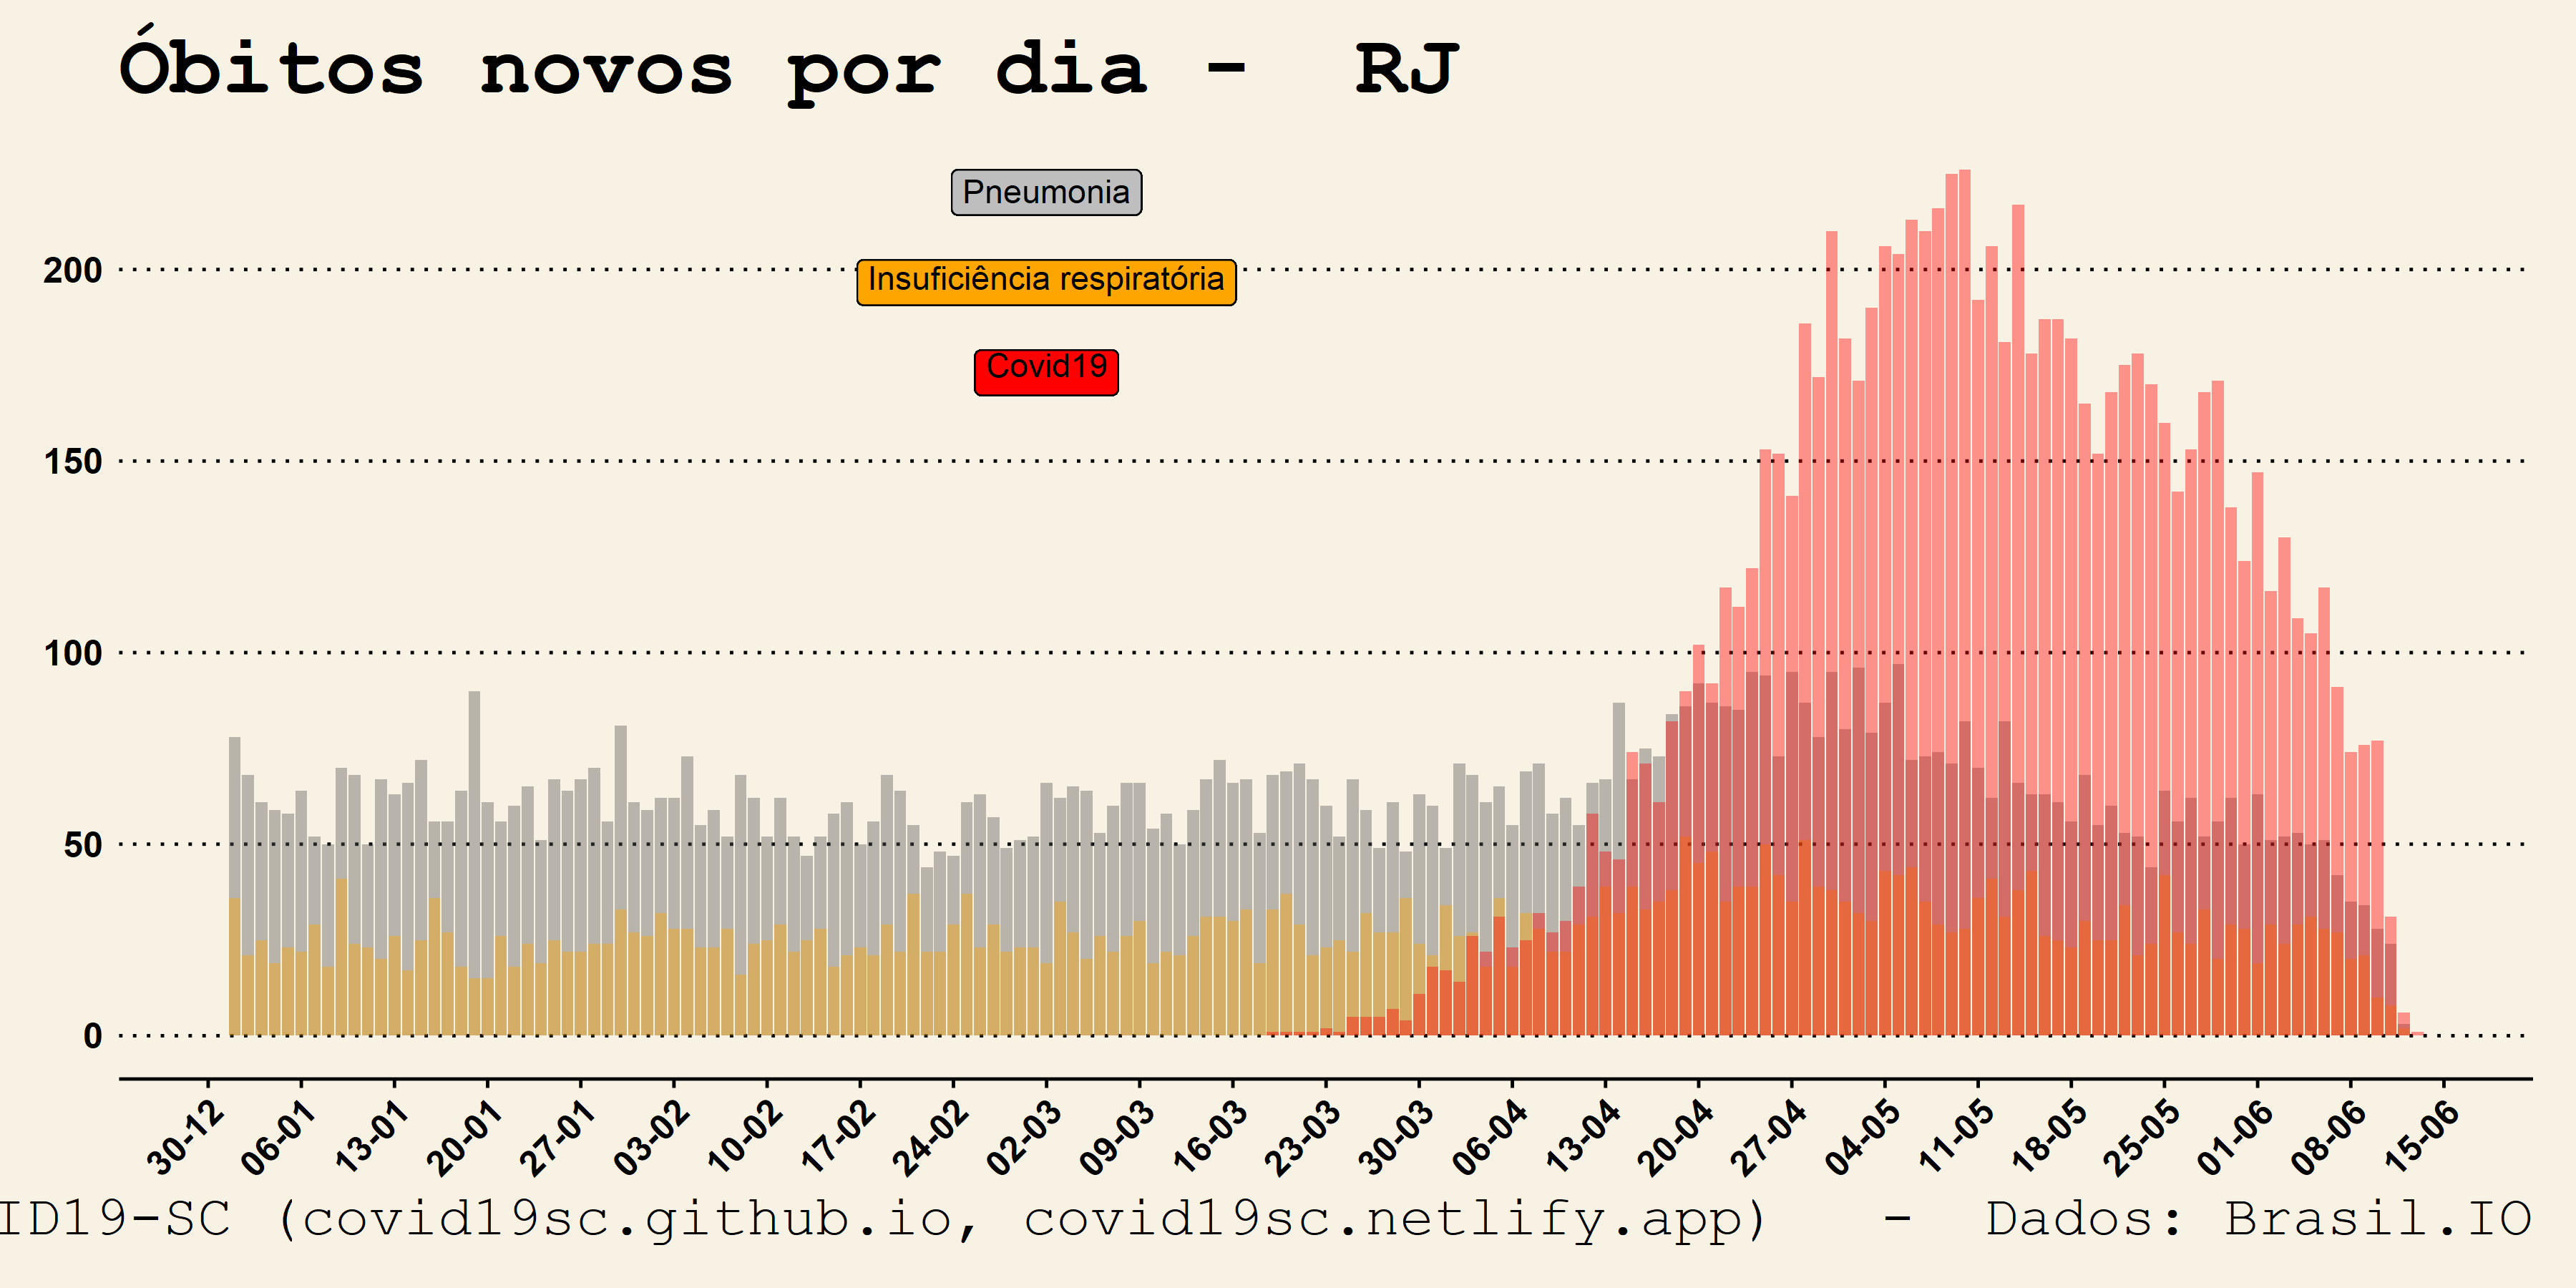 Óbitos novos por dia - RJ
Pneumonia
Insuficiência respiratória
Covid19
200
150
100
50
0
30-12 06-01 13-01 20-01 27-01 03-02 10-02 17-02 24-02 02-03 09-03 16-03 23-03 30-03 06-04 13-04 20-04 27-04 04-05 11-05 18-05 25-05 01-06 08-06 15-06
ID19-SC (covid19sc.github.io, covid19sc.netlify.app) - Dados: Brasil.IO